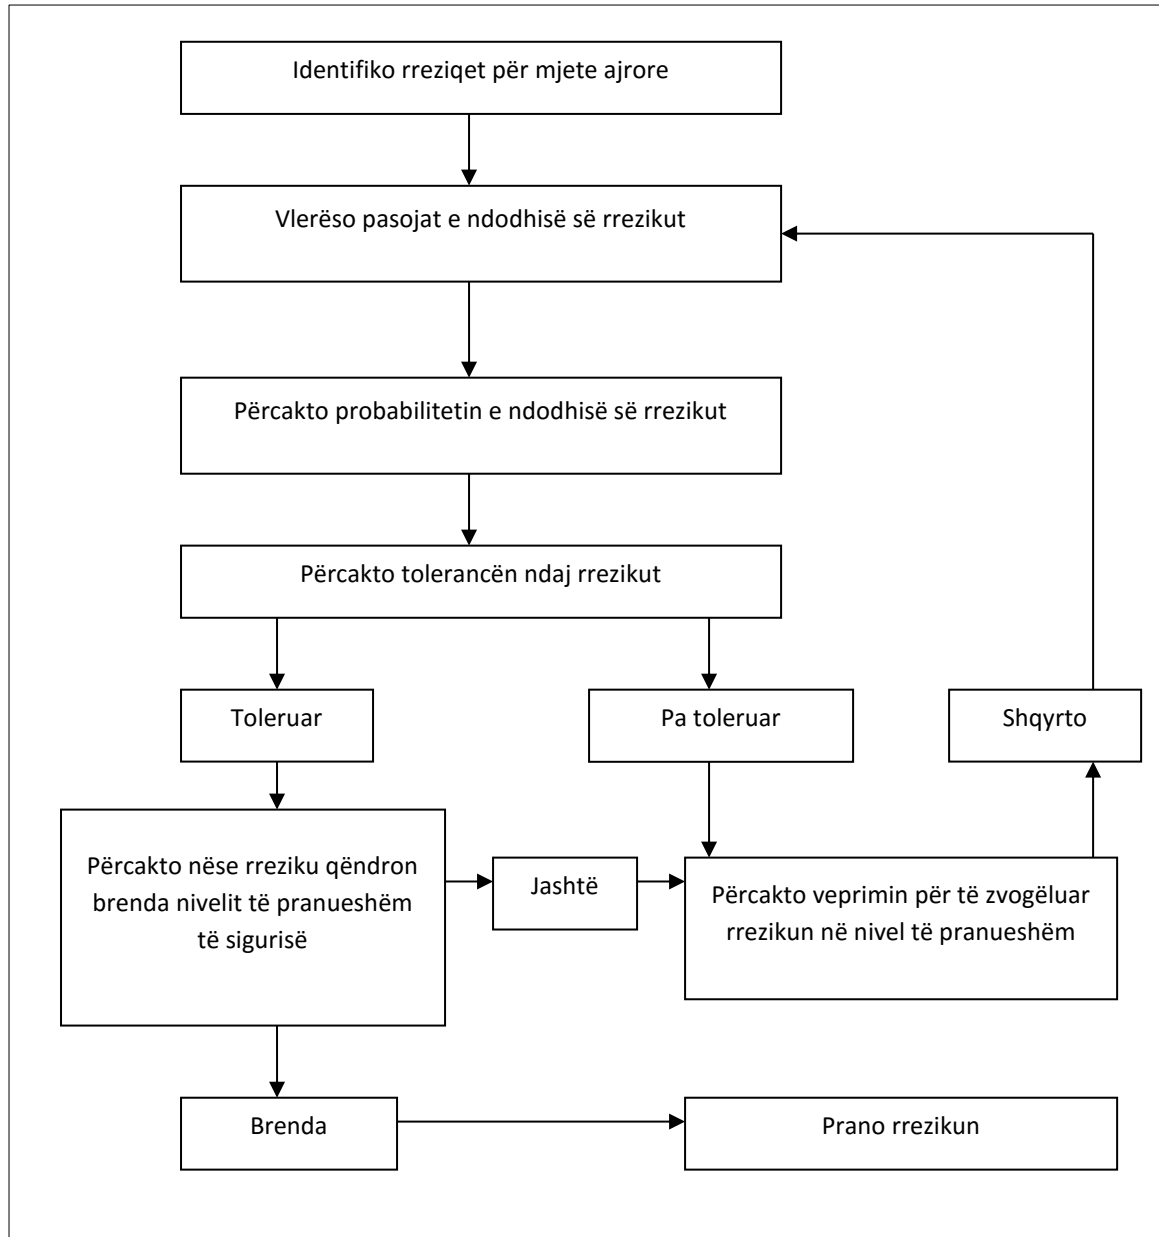 Identifiko rreziqet për mjete ajrore
Vlerëso pasojat e ndodhisë së rrezikut
Përcakto probabilitetin e ndodhisë së rrezikut
Përcakto tolerancën ndaj rrezikut
Toleruar
Pa toleruar
Shqyrto
Përcakto nëse rreziku qëndron
brenda nivelit të pranueshëm
të sigurisë
Jashtë
Përcakto veprimin për të zvogëluar
rrezikun në nivel të pranueshëm
Brenda
Prano rrezikun